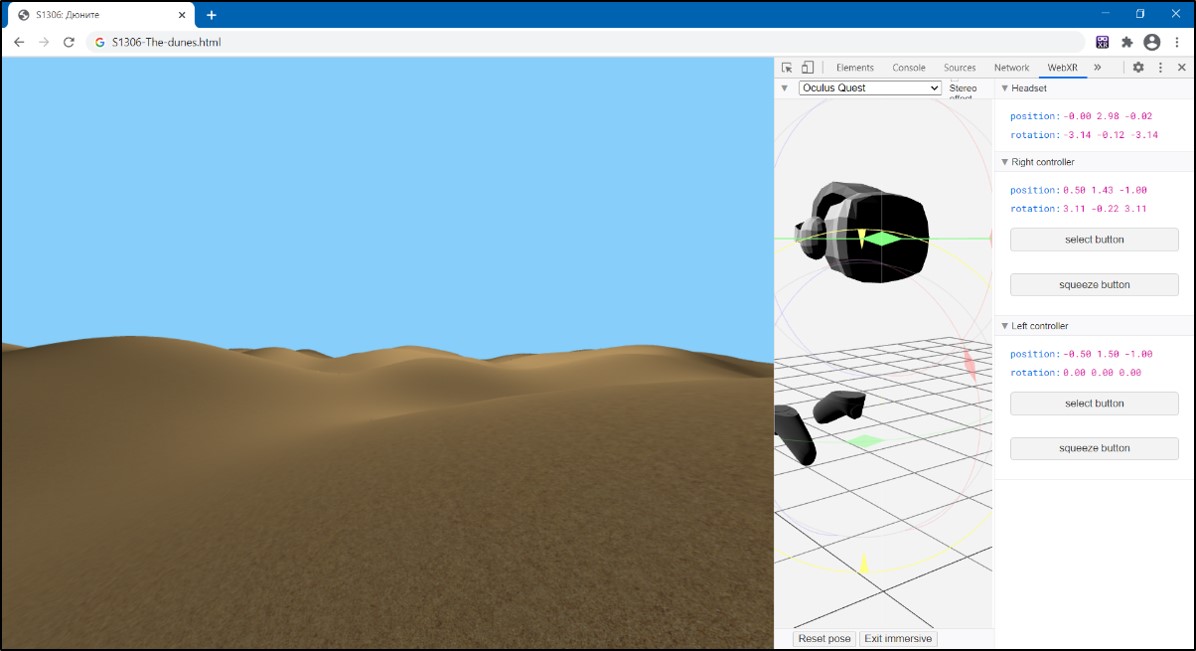 S1306: Дюните
S1306-The-dunes.html
Elements Console Sources Network WebXR
Oculus Quest
Stereo
effect
Headset
position: -0.00 2.98 -0.02
rotation: -3.14 -0.12 -3.14
Right controller
position: 0.50 1.43 -1.00
rotation: 3.11 -0.22 3.11
select button
squeeze button
Left controller
position: -0.50 1.50 -1.00
rotation: 0.00 0.00 0.00
select button
squeeze button
Reset pose Exit immersive